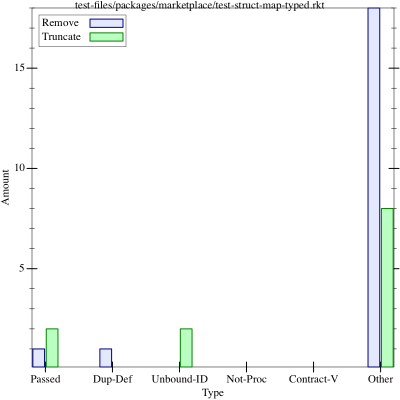 test-files/packages/marketplace/test-struct-map-typed.rkt
Remove
Truncate
15
10
5
Amount
Passed Dup-Def Unbound-ID Not-Proc Contract-V Other
Type